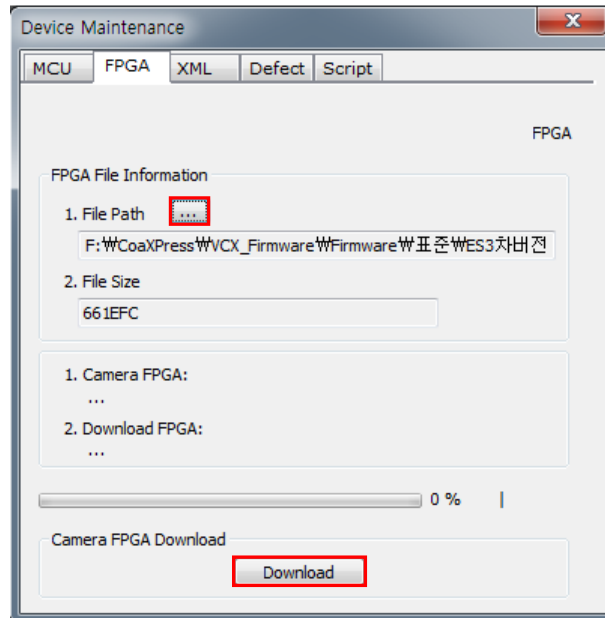 Device Maintenance
MCU FPGA XML Defect Script
FPGA
FPGA File Information
1. File Path ...
F:₩CoaXPress₩VCX_Firmware₩Firmware₩표준₩ES3차버젼
2. File Size
661EFC
1. Camera FPGA:
...
2. Download FPGA:
...
0 %
Camera FPGA Download
Download